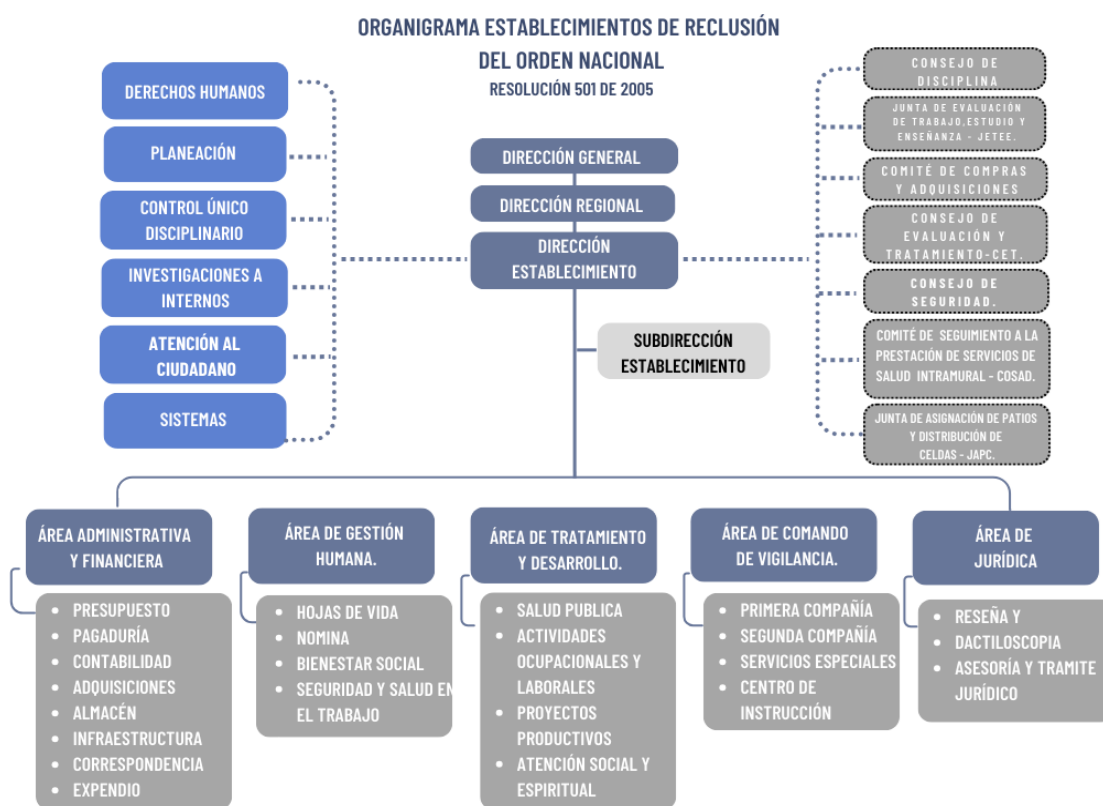 ORGANIGRAMA ESTABLECIMIENTOS DE RECLUSIÓN
DEL ORDEN NACIONAL
RESOLUCIÓN 501 DE 2005
DERECHOS HUMANOS
PLANEACIÓN
CONTROL ÚNICO
DISCIPLINARIO
INVESTIGACIONES A
INTERNOS
ATENCIÓN AL
CIUDADANO
SISTEMAS
DIRECCIÓN GENERAL
DIRECCIÓN REGIONAL
DIRECCIÓN
ESTABLECIMIENTO
SUBDIRECCIÓN
ESTABLECIMIENTO
CONSEJO DE
DISCIPLINA
JUNTA DE EVALUACIÓN
DE TRABAJO,ESTUDIO Y
ENSEÑANZA - JETEE.
COMITÉ DE COMPRAS
Y ADQUISICIONES
CONSEJO DE
EVALUACIÓN Y
TRATAMIENTO-CET.
CONSEJO DE
SEGURIDAD.
COMITÉ DE SEGUIMIENTO A LA
PRESTACIÓN DE SERVICIOS DE
SALUD INTRAMURAL - COSAD.
JUNTA DE ASIGNACIÓN DE PATIOS
Y DISTRIBUCIÓN DE
CELDAS - JAPC.
ÁREA ADMINISTRATIVA
Y FINANCIERA
• PRESUPUESTO
• PAGADURÍA
• CONTABILIDAD
• ADQUISICIONES
• ALMACÉN
• INFRAESTRUCTURA
• CORRESPONDENCIA
• EXPENDIO
ÁREA DE GESTIÓN
HUMANA.
• HOJAS DE VIDA
• NOMINA
• BIENESTAR SOCIAL
• SEGURIDAD Y SALUD EN
EL TRABAJO
ÁREA DE TRATAMIENTO
Y DESARROLLO.
• SALUD PUBLICA
• ACTIVIDADES
OCUPACIONALES Y
LABORALES
• PROYECTOS
PRODUCTIVOS
• ATENCIÓN SOCIAL Y
ESPIRITUAL
ÁREA DE COMANDO
DE VIGILANCIA.
• PRIMERA COMPAÑÍA
• SEGUNDA COMPAÑÍA
• SERVICIOS ESPECIALES
• CENTRO DE
INSTRUCCIÓN
ÁREA DE
JURÍDICA
• RESEÑA Y
• DACTILOSCOPIA
• ASESORÍA Y TRAMITE
JURÍDICO